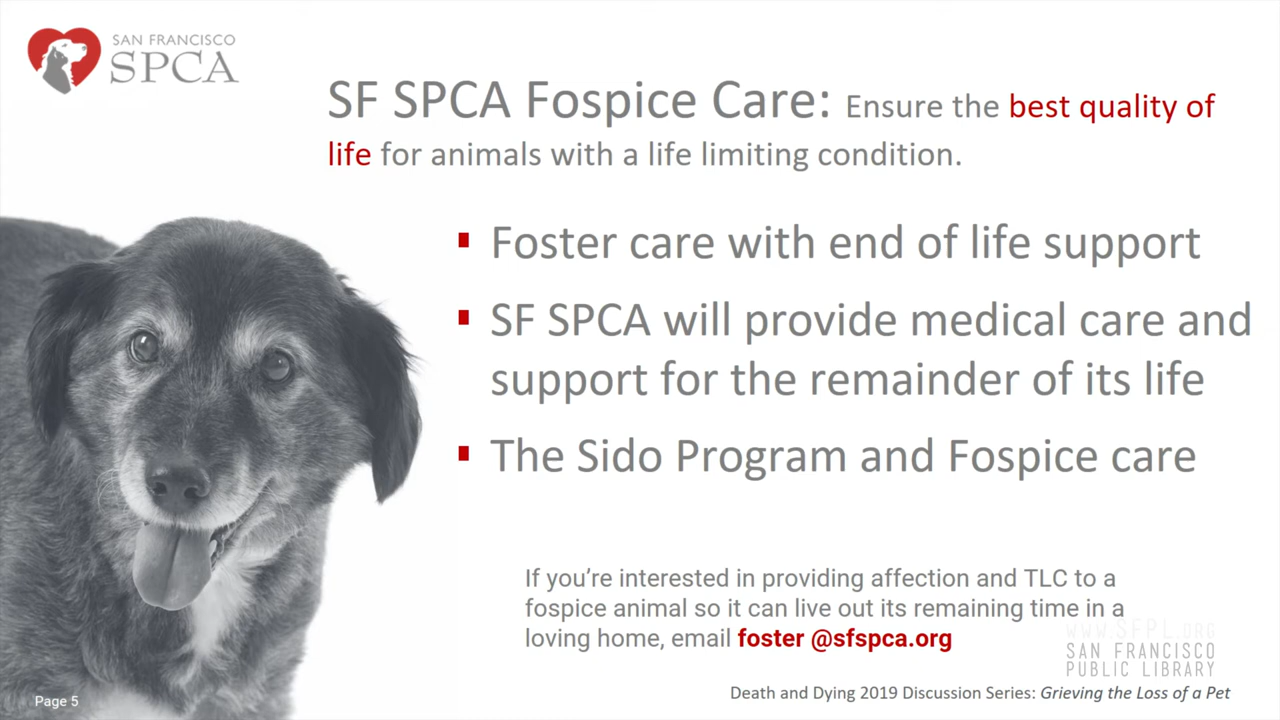 SAN FRANCISCO
SPCA
SF SPCA Fospice Care: Ensure the best quality of
life for animals with a life limiting condition.
Foster care with end of life support
SF SPCA will provide medical care and
support for the remainder of its life
The Sido Program and Fospice care
If you’re interested in providing affection and TLC to a
fospice animal so it can live out its remaining time in a
loving home, email foster @sfspca.org
WWW.SFPL.ORG
SAN FRANCISCO
PUBLIC LIBRARY
Death and Dying 2019 Discussion Series: Grieving the Loss of a Pet
Page 5